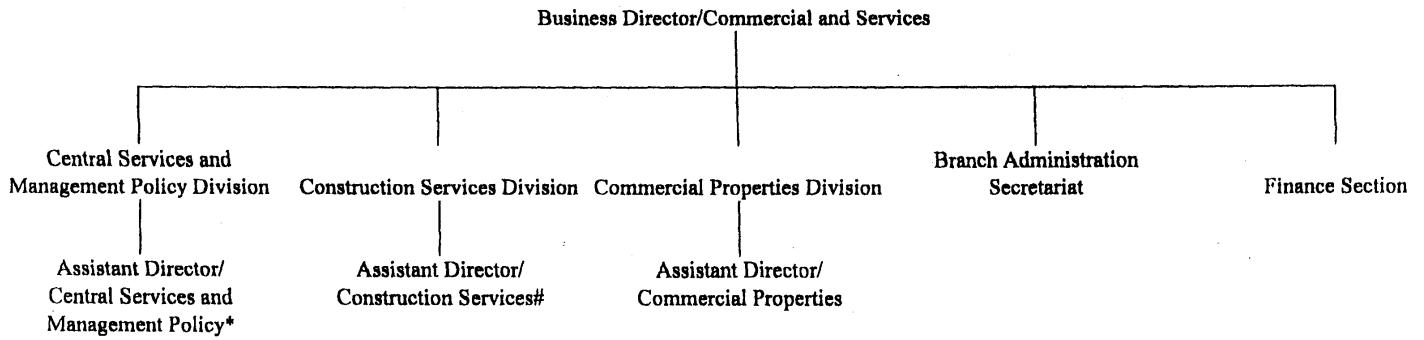 Business Director/Commercial and Services
Central Services and
Management Policy Division
Construction Services Division
Commercial Properties Division
Branch Administration
Secretariat
Finance Section
Assistant Director/
Central Services and
Management Policy*
Assistant Director/
Construction Services#
Assistant Director/
Commercial Properties